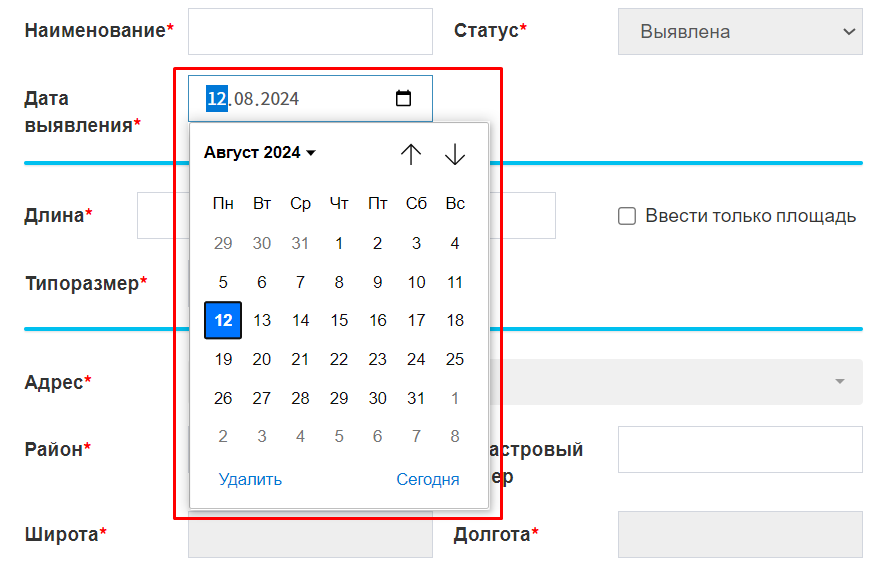 Наименование*
Статус*
Выявлена
Дата
выявления*
12.08.2024
Август 2024
Пн Вт Ср Чт Пт Сб Вс
29 30 31 1 2 3 4
5 6 7 8 9 10 11
12 13 14 15 16 17 18
19 20 21 22 23 24 25
26 27 28 29 30 31 1
2 3 4 5 6 7 8
Удалить
Сегодня
Длина*
Ввести только площадь
Типоразмер*
Адрес*
Район*
астровый
ер
Широта*
Долгота*